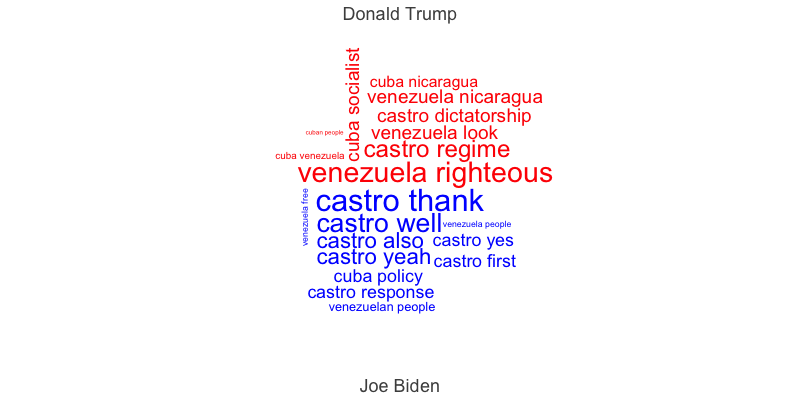 Donald Trump
cuba socialist
cuba nicaragua
venezuela nicaragua
castro dictatorship
cuban people
venezuela look
castro regime
cuba venezuela
venezuela righteous
venezuela free
castro thank
castro well
venezuela people
castro also
castro yes
castro yeah
castro first
cuba policy
castro response
venezuelan people
Joe Biden